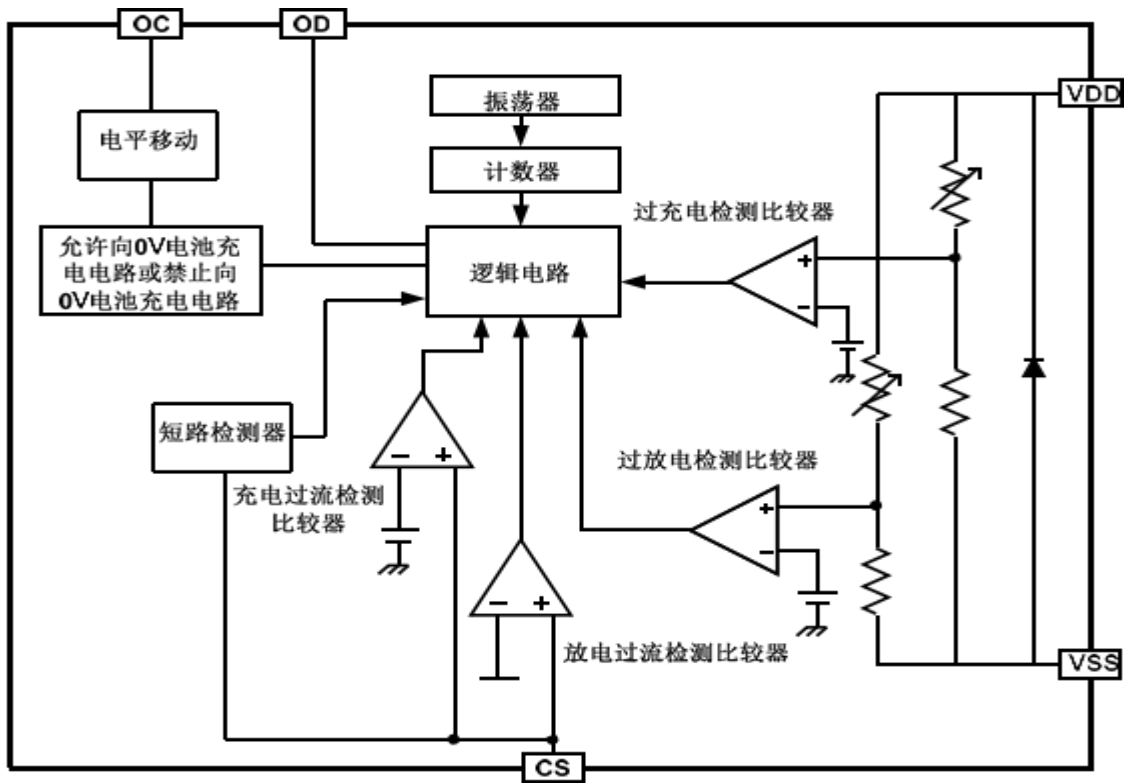 OC
OD
振荡器
VDD
电平移动
计数器
过充电检测比较器
允许向0V电池充
电电路或禁止向
0V电池充电电路
逻辑电路
+
−
短路检测器
− +
过放电检测比较器
充电过流检测
比较器
+
−
− +
放电过流检测比较器
VSS
CS